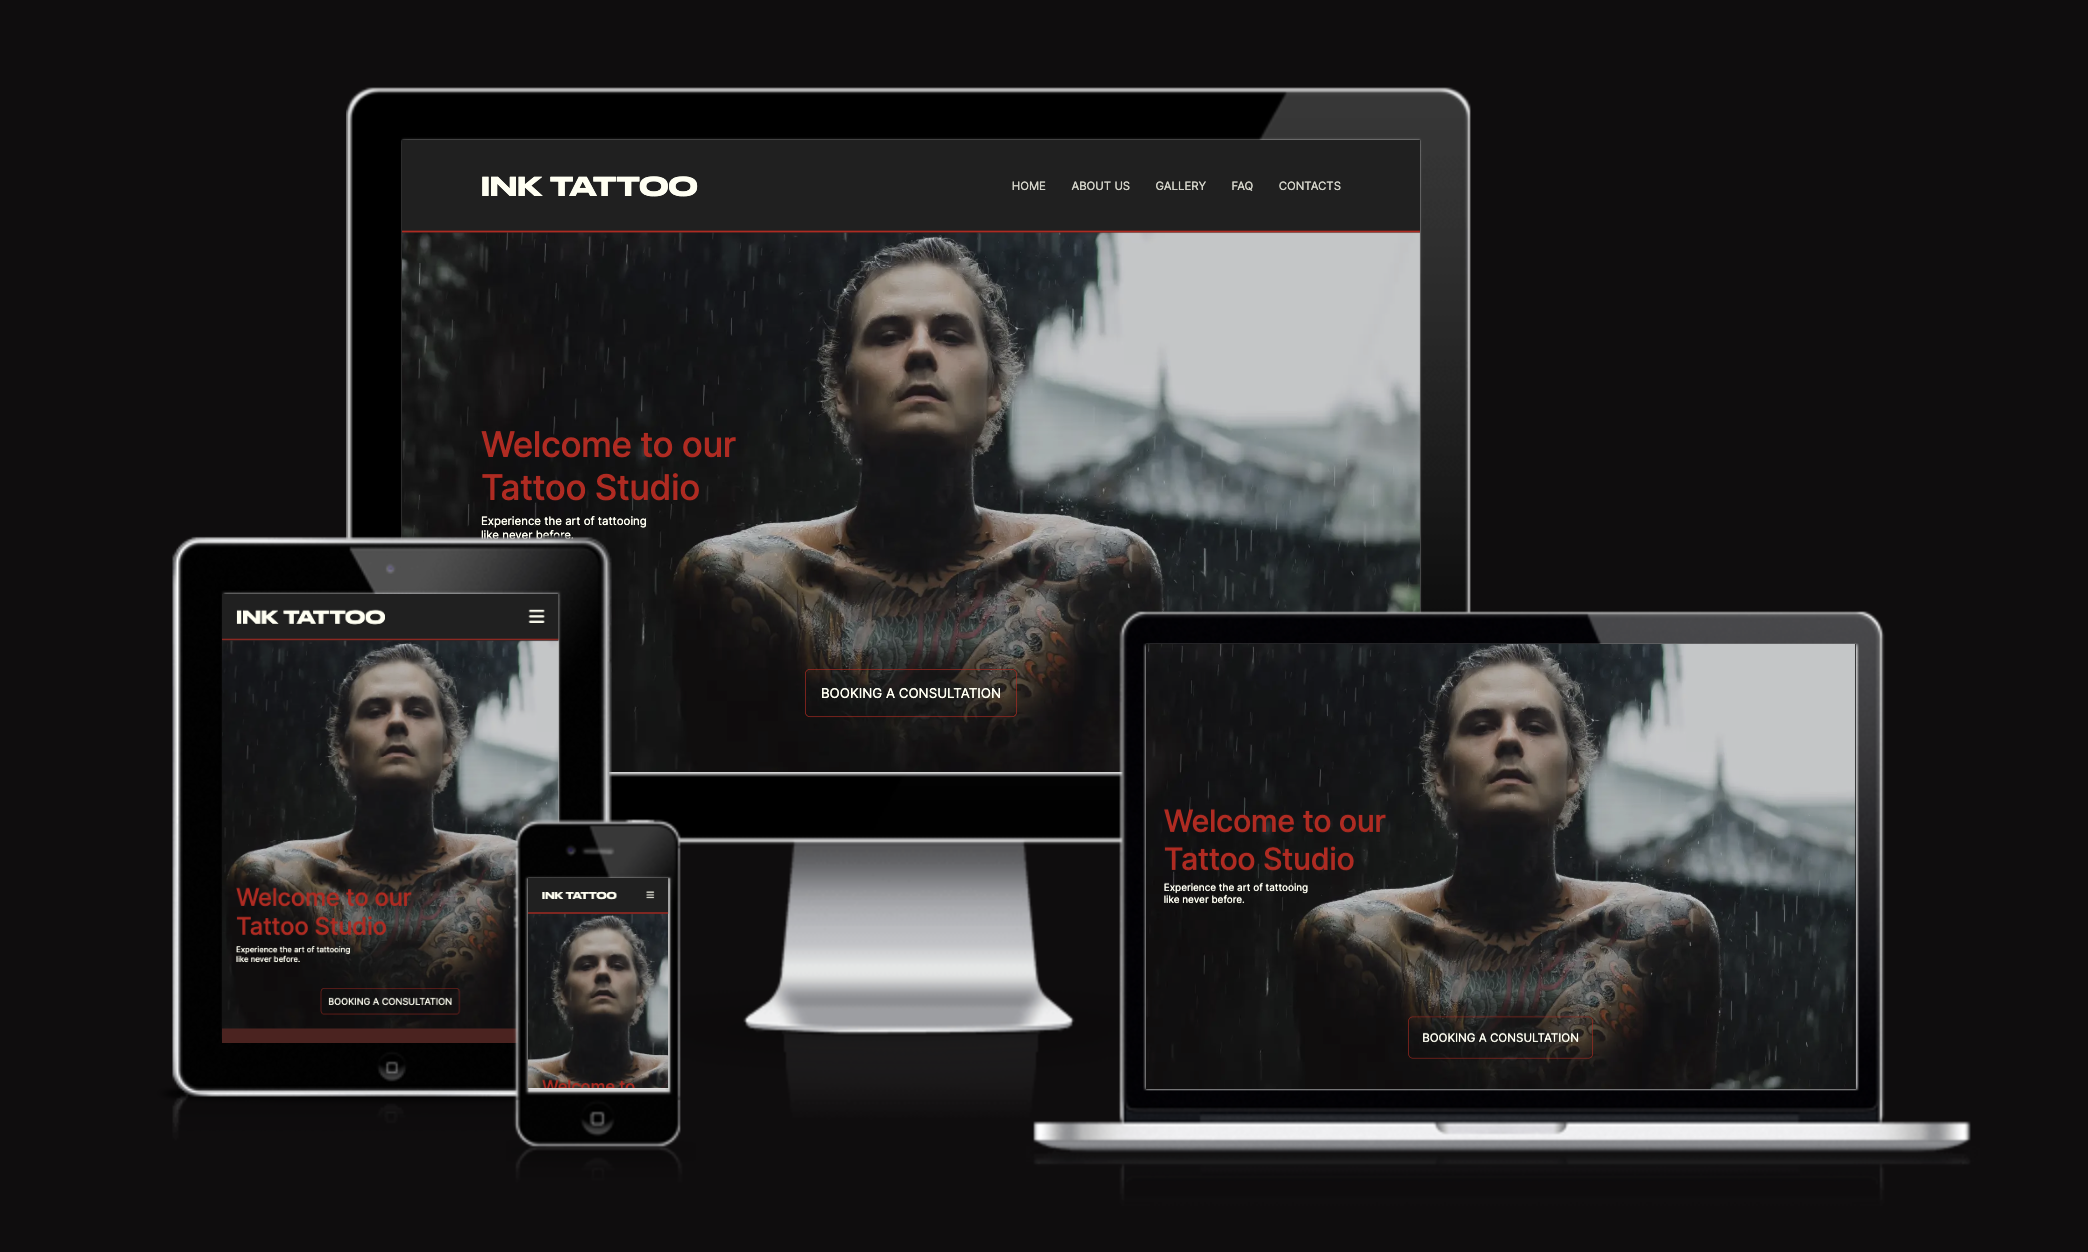 INK TATTOO
HOME ABOUT US GALLERY FAQ CONTACTS
Welcome to our
Tattoo Studio
Experience the art of tattooing
like never before.
BOOKING A CONSULTATION
INK TATTOO
Welcome to our
Tattoo Studio
Experience the art of tattooing
like never before.
BOOKING A CONSULTATION
INK TATTOO
Welcome to
Welcome to our
Tattoo Studio
Experience the art of tattooing
like never before.
BOOKING A CONSULTATION